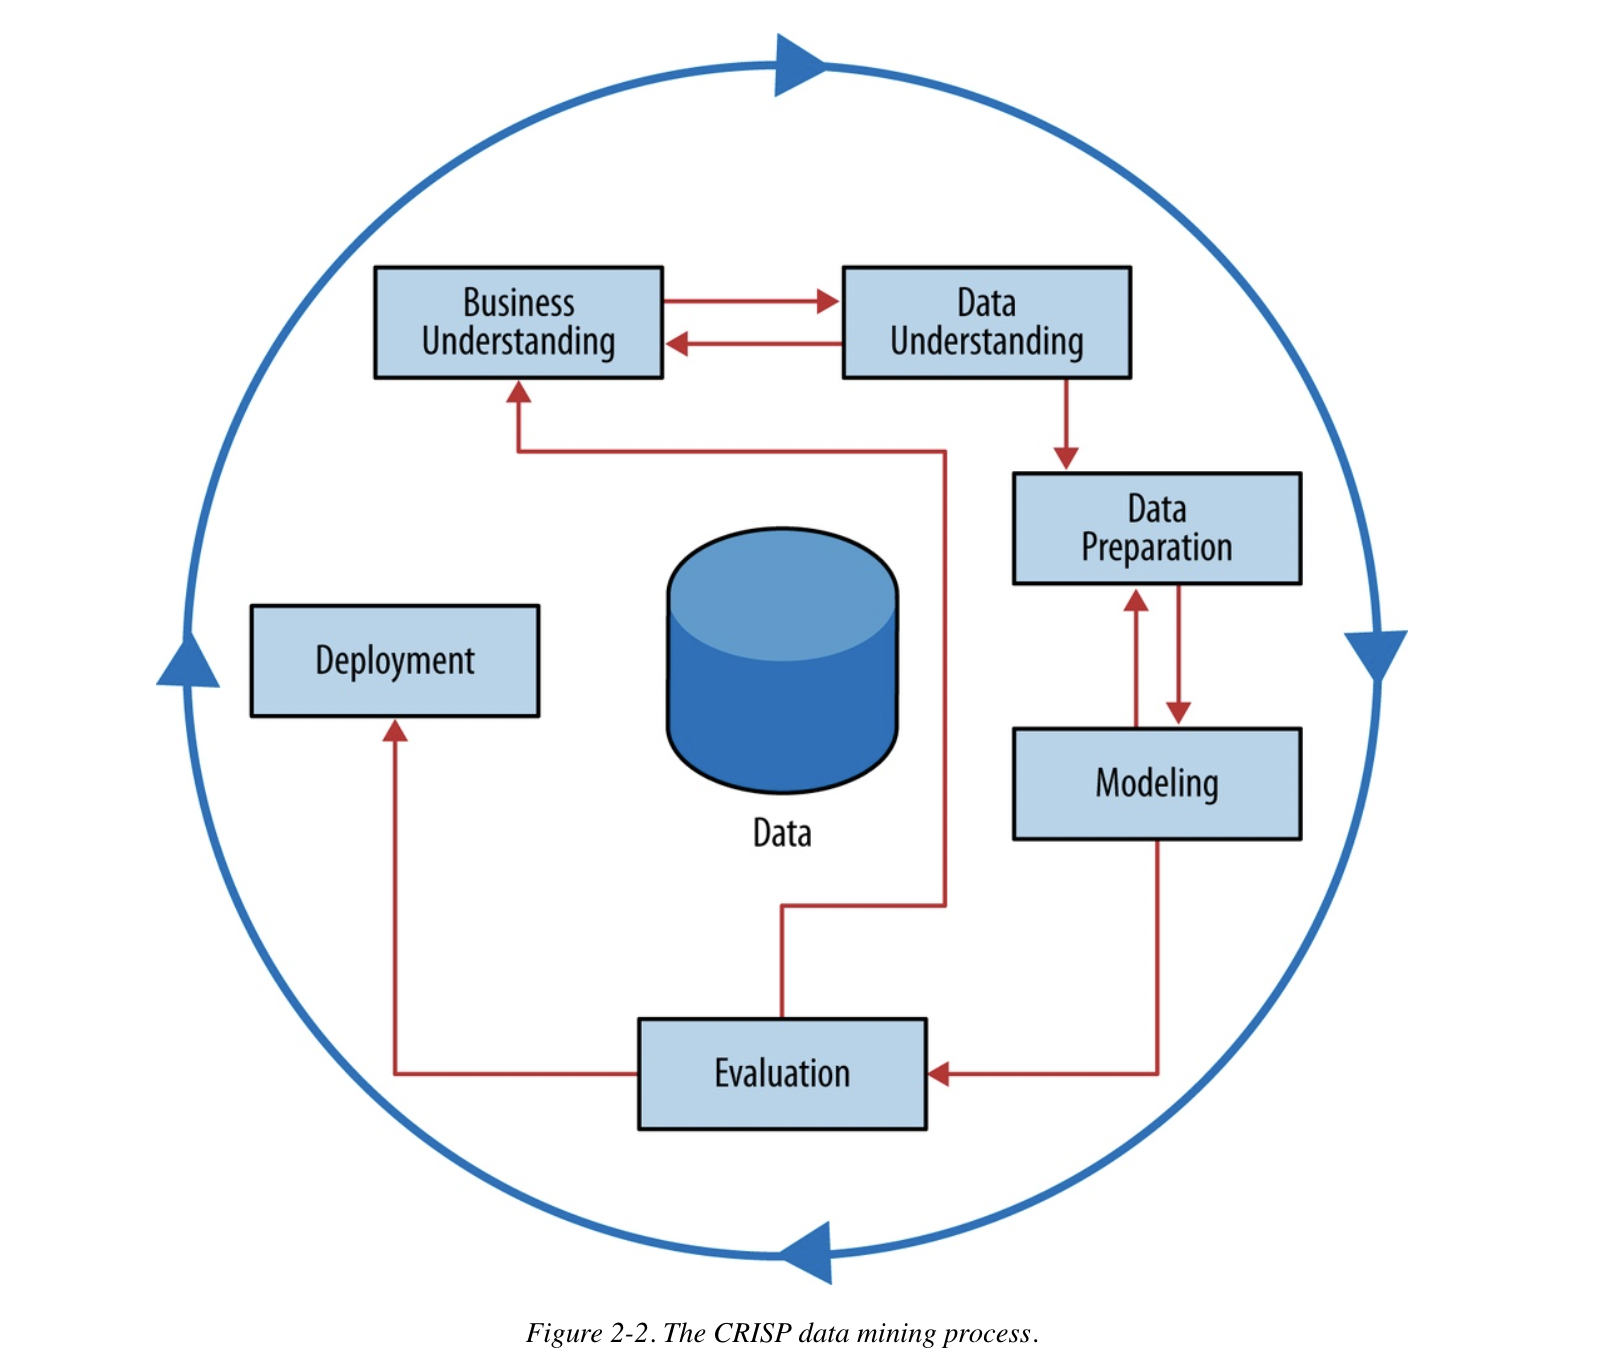 Business
Understanding
Data
Understanding
Data
Preparation
Deployment
Modeling
Data
Evaluation
Figure 2-2. The CRISP data mining process.